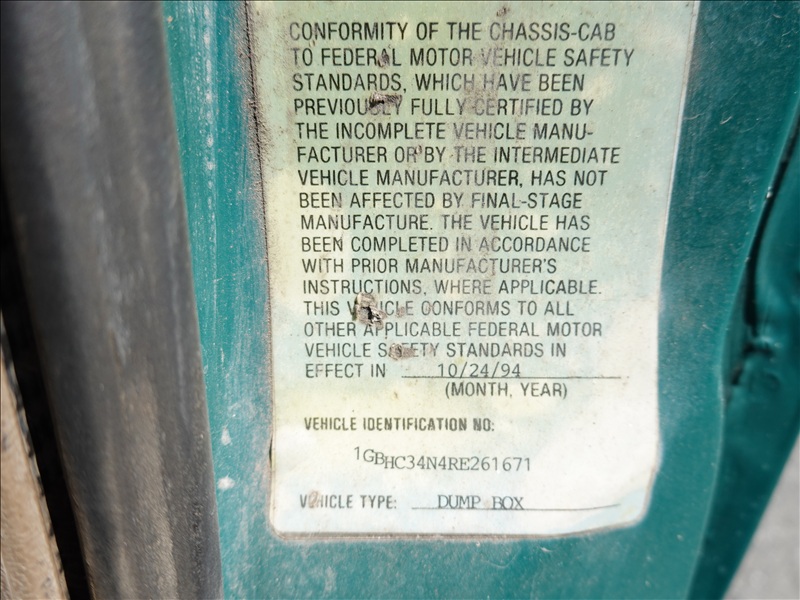 CONFORMITY OF THE CHASSIS-CAB
TO FEDERAL MOTOR VEHICLE SAFETY
STANDARDS, WHICH HAVE BEEN
PREVIOUSLY FULLY CERTIFIED BY
THE INCOMPLETE VEHICLE MANU-
FACTURER OR BY THE INTERMEDIATE
VEHICLE MANUFACTURER, HAS NOT
BEEN AFFECTED BY FINAL-STAGE
MANUFACTURE. THE VEHICLE HAS
BEEN COMPLETED IN ACCORDANCE
WITH PRIOR MANUFACTURER'S
INSTRUCTIONS, WHERE APPLICABLE.
THIS VEHICLE CONFORMS TO ALL
OTHER APPLICABLE FEDERAL MOTOR
VEHICLE SAFETY STANDARDS IN
EFFECT IN 10/24/94
(MONTH, YEAR)
VEHICLE IDENTIFICATION NO:
1GBHC34N4RE261671
VEHICLE TYPE: DUMP BOX